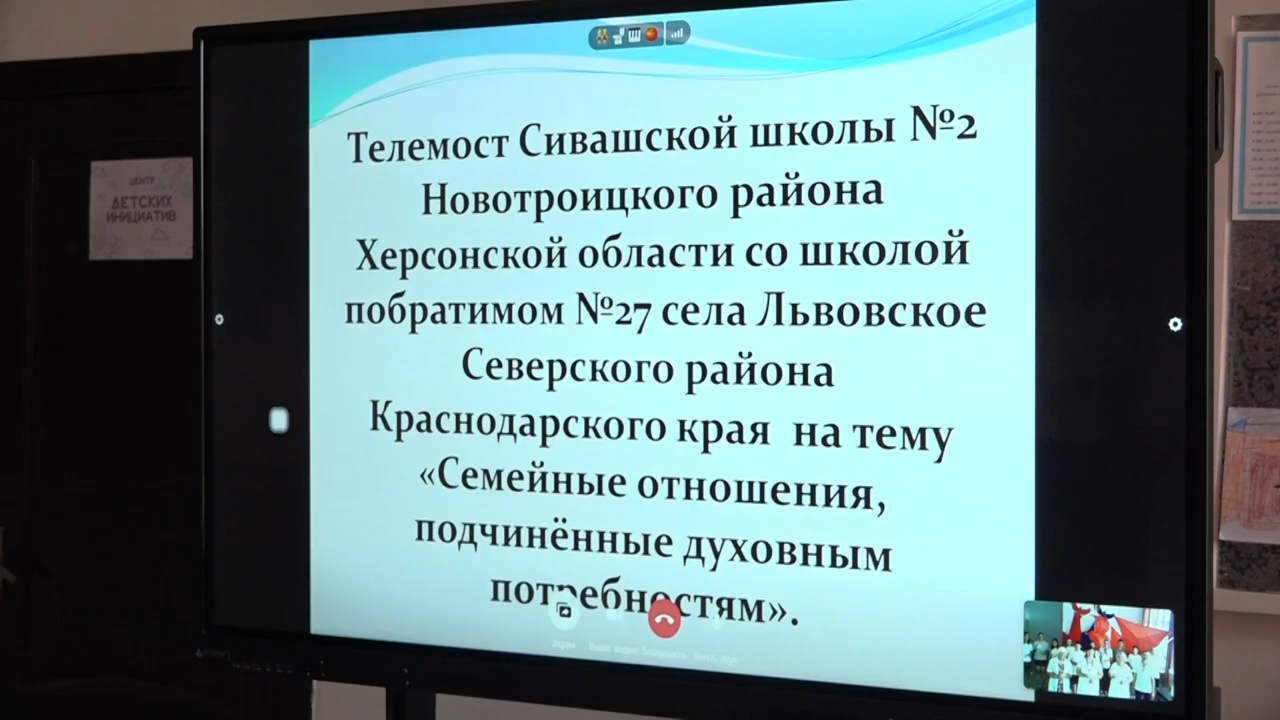 Телемост Сивашской школы №2
Новотроицкого района
Херсонской области со школой
побратимом №27 села Львовское
Северского района
Краснодарского края на тему
«Семейные отношения,
подчинённые духовным
потребностям».
ЦЕНТР
ДЕТСКИХ
ИНИЦИАТИВ